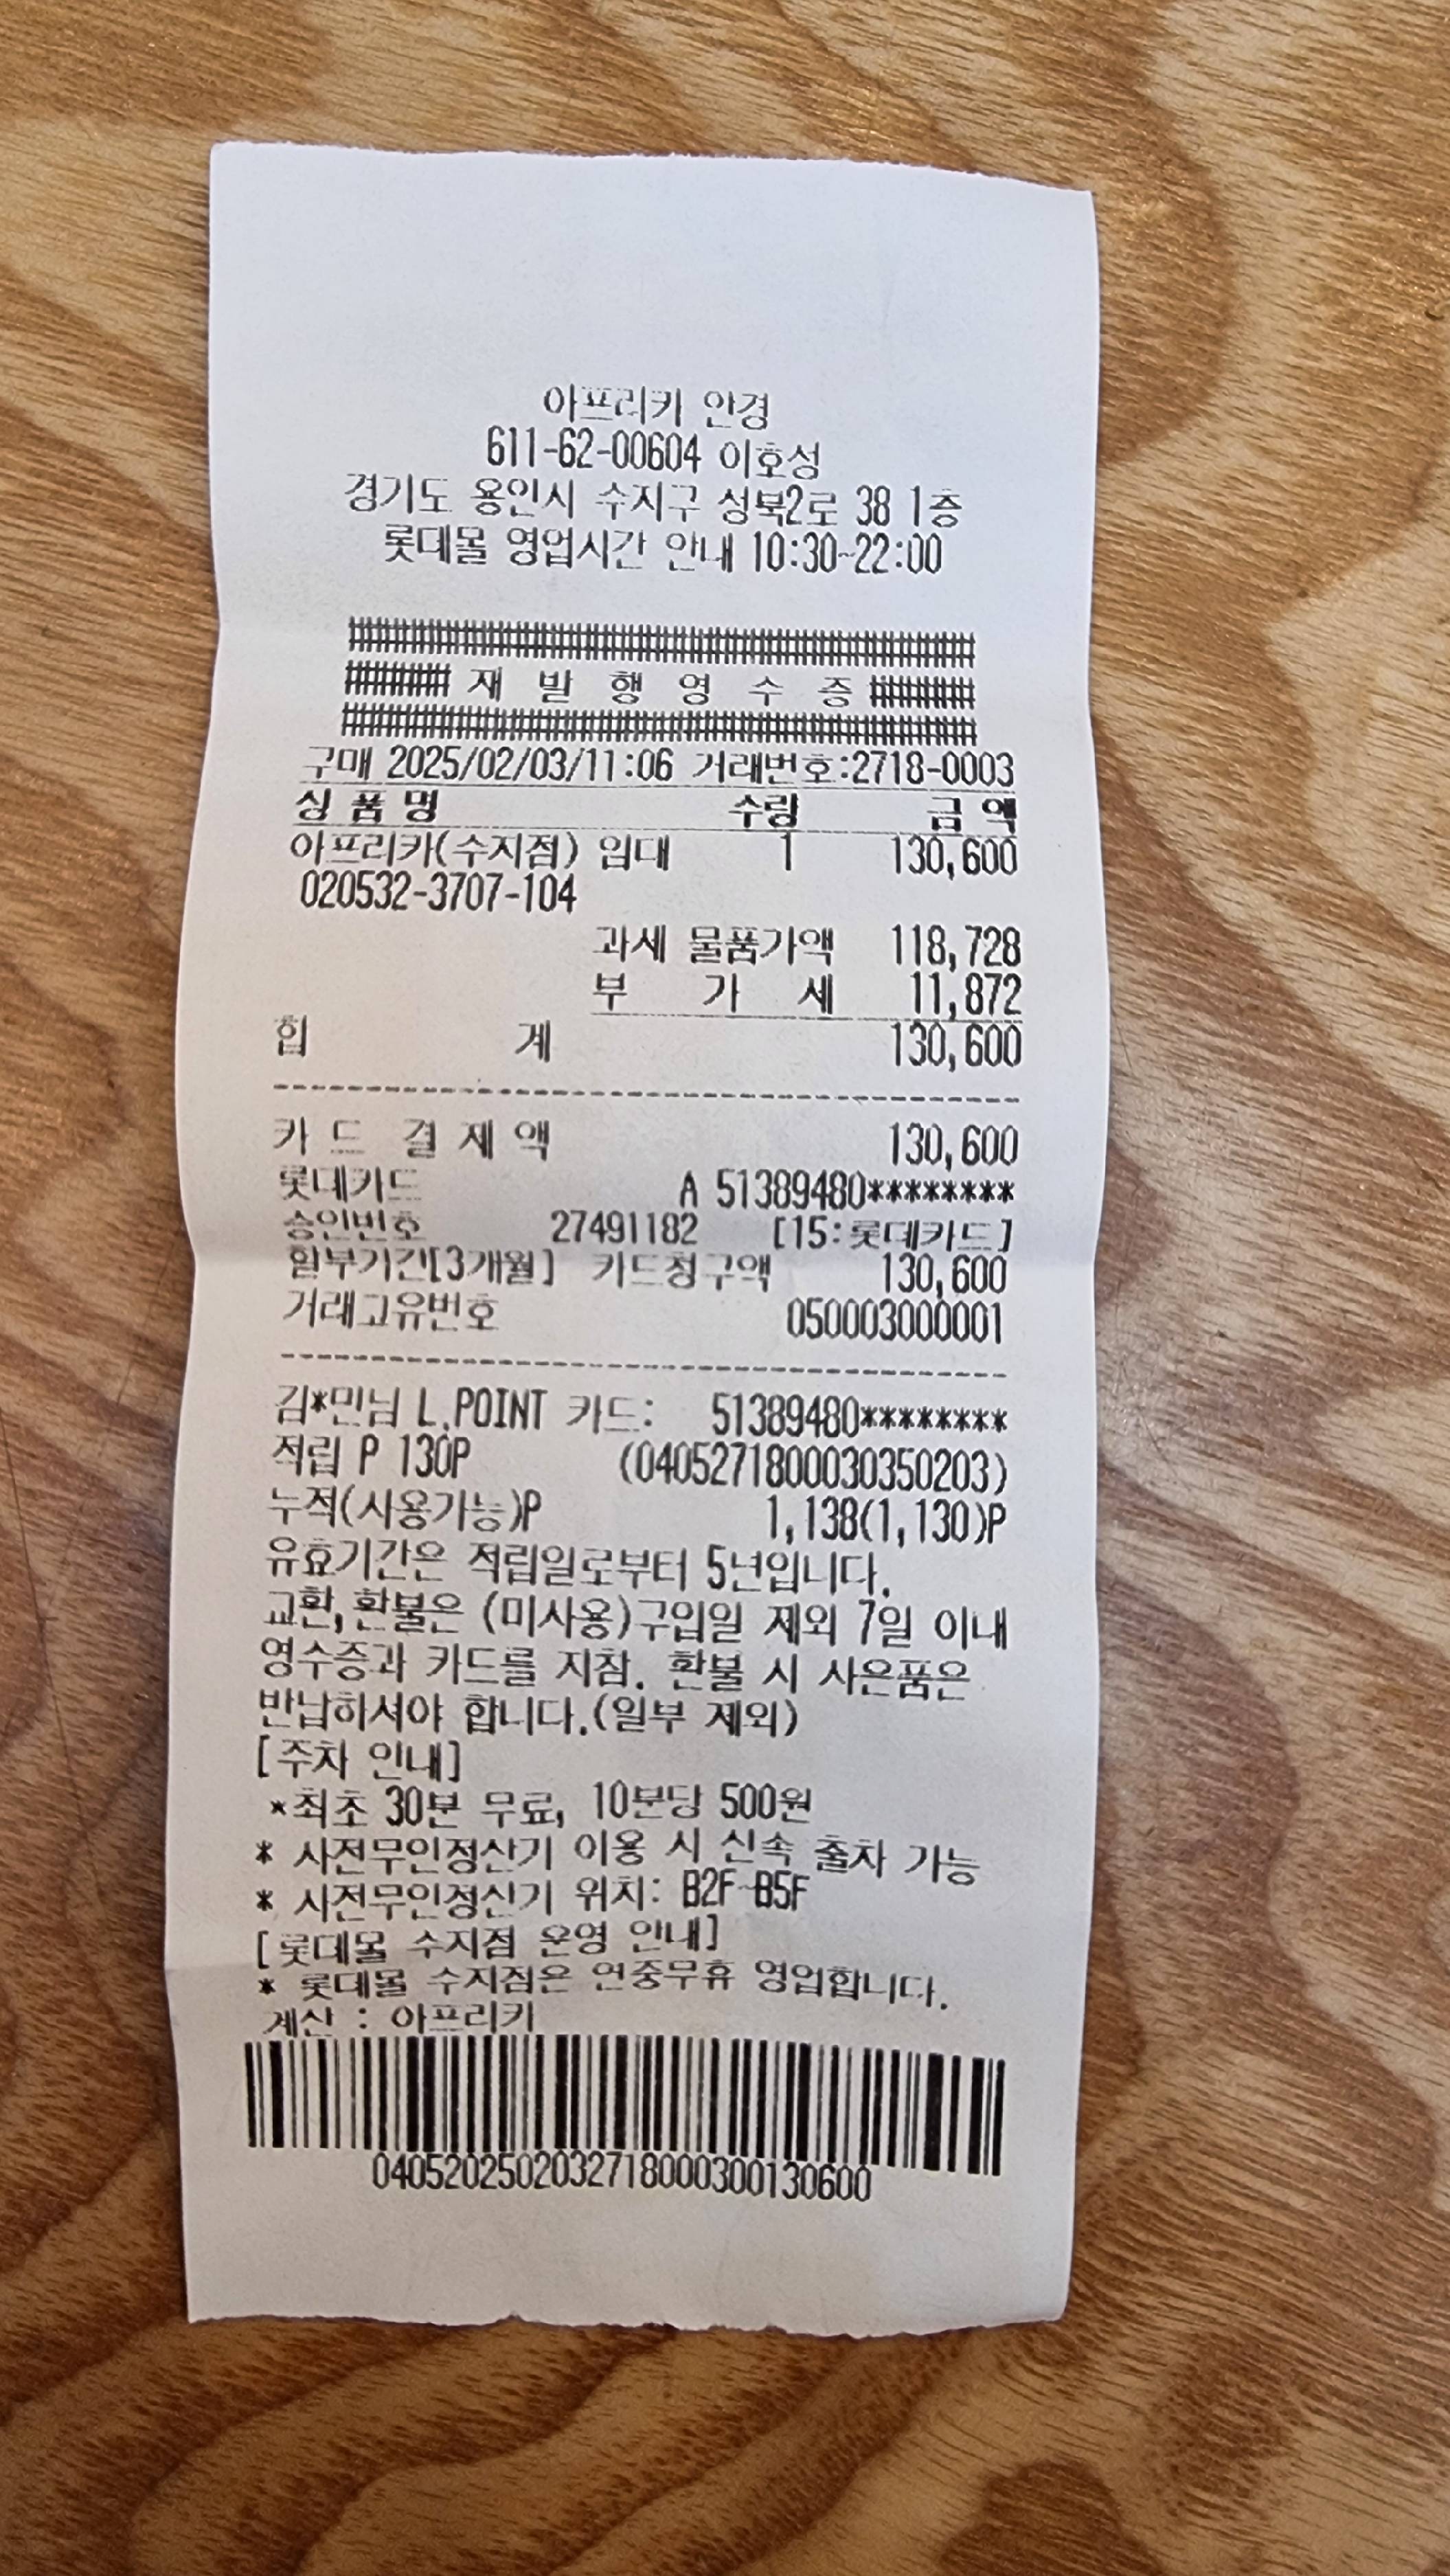 아프리카 안경
611-62-00604 이호성
경기도 용인시 수지구 성복2로 38 1층
롯데몰 영업시간 안내 10:30~22:00
재 발 행 영 수 증
구매 2025/02/03/11:06 거래번호:2718-0003
상 품 명 수량 금 액
아프리카(수지점) 임대 1 130,600
020532-3707-104
과세 물품가액 118,728
부 가 세 11,872
합 계 130,600
카 드 결 제 액 130,600
롯데카드 A 51389480********
승인번호 27491182 [15:롯데카드]
할부기간[3개월] 카드청구액 130,600
거래고유번호 050003000001
김*민님 L.POINT 카드: 51389480********
적립 P 130P (0405271800030350203)
누적(사용가능)P 1,138(1,130)P
유효기간은 적립일로부터 5년입니다.
교환,환불은 (미사용)구입일 제외 7일 이내
영수증과 카드를 지참. 환불 시 사은품은
반납하셔야 합니다.(일부 제외)
[주차 안내]
*최초 30분 무료, 10분당 500원
* 사전무인정산기 이용 시 신속 출차 가능
* 사전무인정산기 위치: B2F~B5F
[롯데몰 수지점 운영 안내]
* 롯데몰 수지점은 연중무휴 영업합니다.
계산 : 아프리카
0405202502032718000300130600